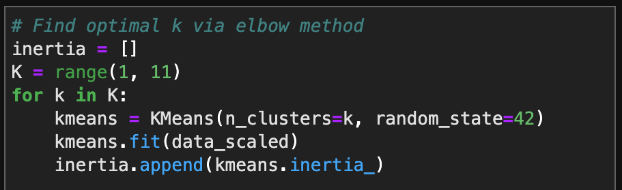 # Find optimal k via elbow method
inertia = []
K = range(1, 11)
for k in K:
    kmeans = KMeans(n_clusters=k, random_state=42)
    kmeans.fit(data_scaled)
    inertia.append(kmeans.inertia_)